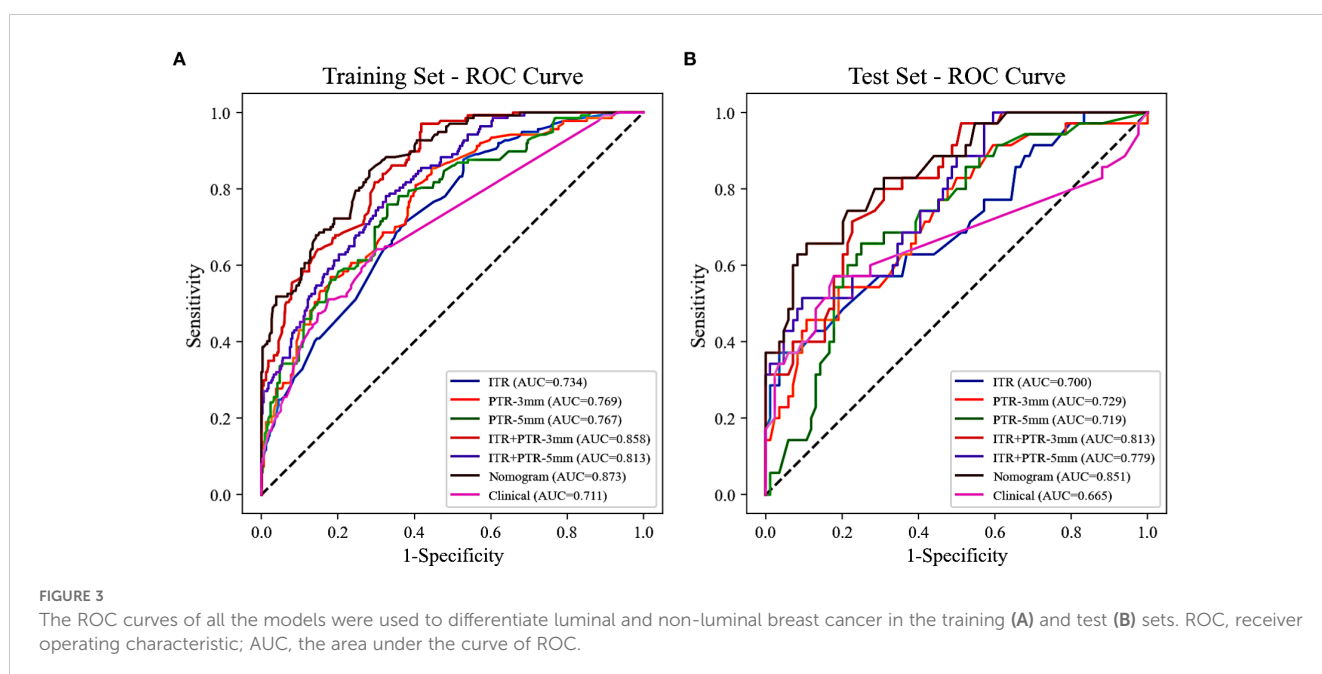 A
Training Set - ROC Curve
1.0
0.8
0.6
0.4
0.2
0.0
Sensitivity
0.0 0.2 0.4 0.6 0.8 1.0
1-Specificity
ITR (AUC=0.734)
PTR-3mm (AUC=0.769)
PTR-5mm (AUC=0.767)
ITR+PTR-3mm (AUC=0.858)
ITR+PTR-5mm (AUC=0.813)
Nomogram (AUC=0.873)
Clinical (AUC=0.711)
B
Test Set - ROC Curve
1.0
0.8
0.6
0.4
0.2
0.0
Sensitivity
0.0 0.2 0.4 0.6 0.8 1.0
1-Specificity
ITR (AUC=0.700)
PTR-3mm (AUC=0.729)
PTR-5mm (AUC=0.719)
ITR+PTR-3mm (AUC=0.813)
ITR+PTR-5mm (AUC=0.779)
Nomogram (AUC=0.851)
Clinical (AUC=0.665)
FIGURE 3
The ROC curves of all the models were used to differentiate luminal and non-luminal breast cancer in the training (A) and test (B) sets. ROC, receiver
operating characteristic; AUC, the area under the curve of ROC.